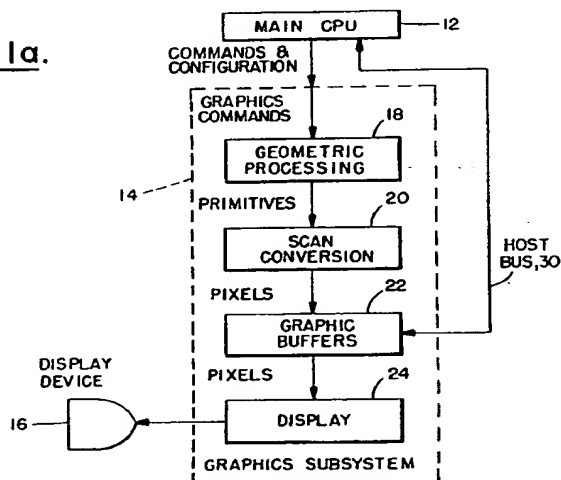 1a.
MAIN CPU
12
COMMANDS &
CONFIGURATION
GRAPHICS
COMMANDS
18
GEOMETRIC
PROCESSING
14
PRIMITIVES
20
SCAN
CONVERSION
HOST
BUS,30
PIXELS
22
GRAPHIC
BUFFERS
PIXELS
24
DISPLAY
DEVICE
16
DISPLAY
GRAPHICS SUBSYSTEM